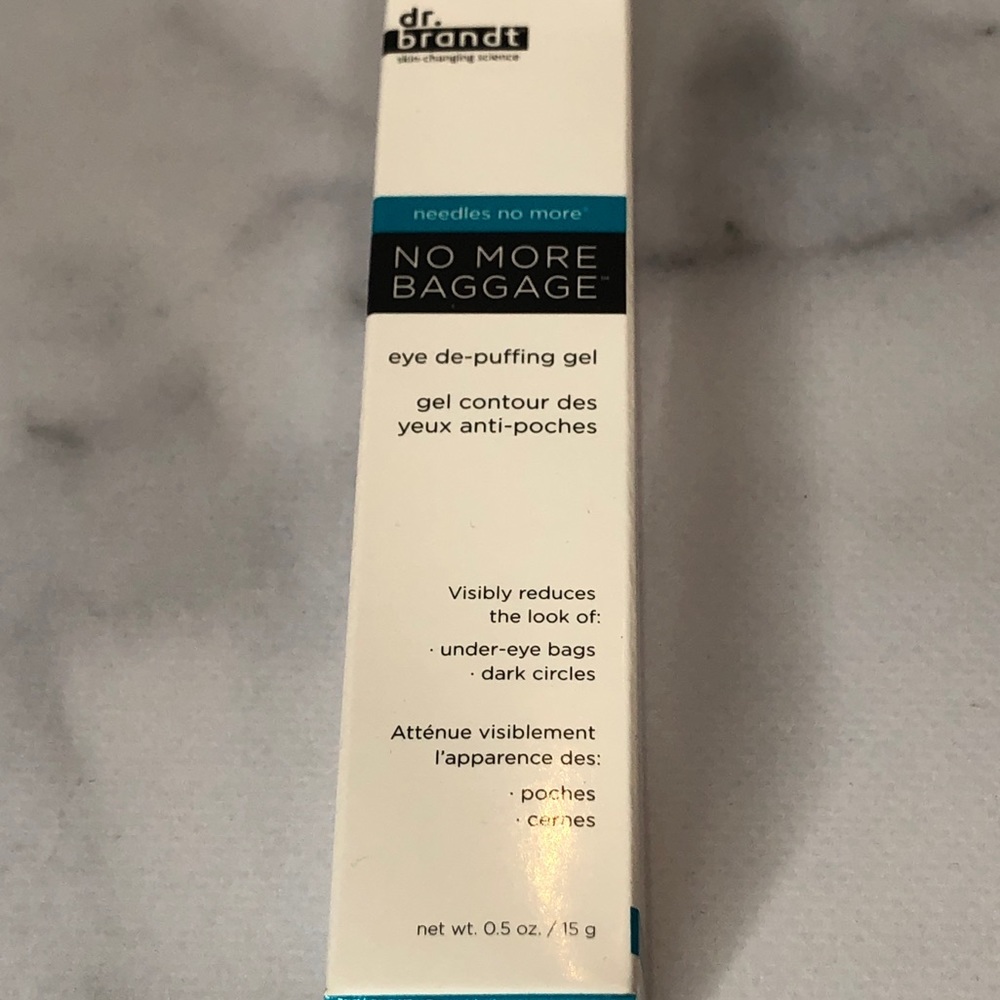 dr.
brandt
skin-changing science
needles no more®
NO MORE
BAGGAGE™
eye de-puffing gel
gel contour des
yeux anti-poches
Visibly reduces
the look of:
· under-eye bags
· dark circles
Atténue visiblement
l'apparence des:
· poches
· cernes
net wt. 0.5 oz. / 15 g